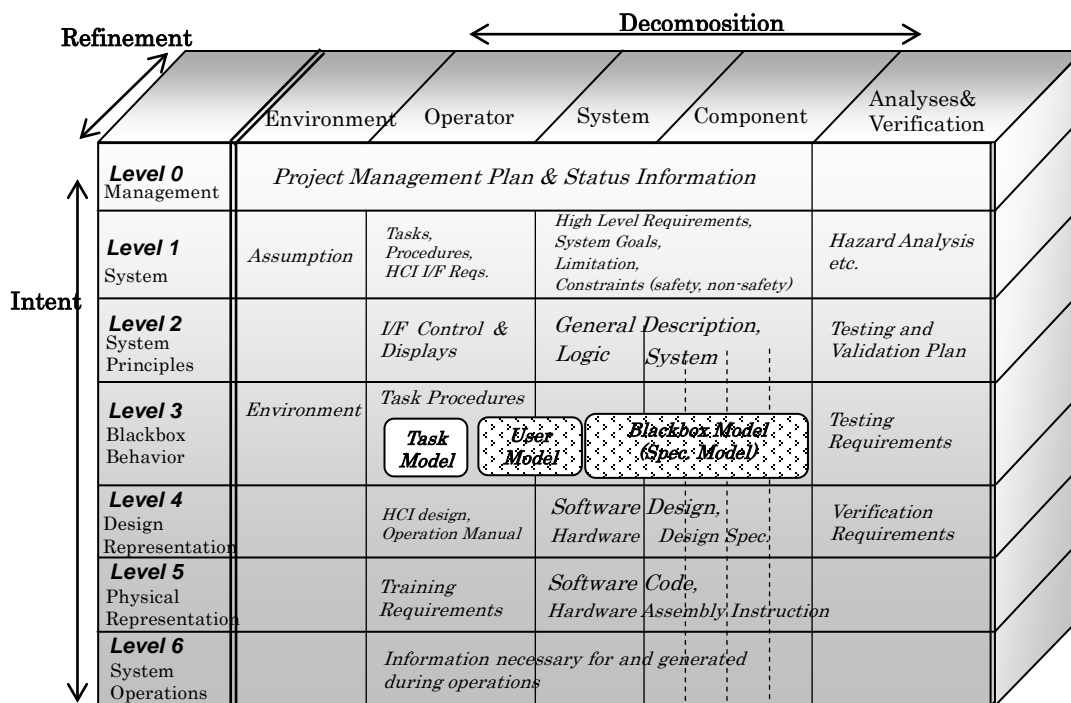 Decomposition
Refinement
Environment
Operator
System
Component
Analyses&
Verification
Intent
Level 0
Management
Project Management Plan & Status Information
Level 1
System
Assumption
Tasks,
Procedures,
HCI I/F Reqs.
High Level Requirements,
System Goals,
Limitation,
Constraints (safety, non-safety)
Hazard Analysis
etc.
Level 2
System
Principles
I/F Control &
Displays
General Description,
Logic System
Testing and
Validation Plan
Level 3
Blackbox
Behavior
Environment
Task Procedures
Task
Model
User
Model
Blackbox Model
(Spec. Model)
Testing
Requirements
Level 4
Design
Representation
HCI design,
Operation Manual
Software Design,
Hardware Design Spec.
Verification
Requirements
Level 5
Physical
Representation
Training
Requirements
Software Code,
Hardware Assembly Instruction
Level 6
System
Operations
Information necessary for and generated
during operations